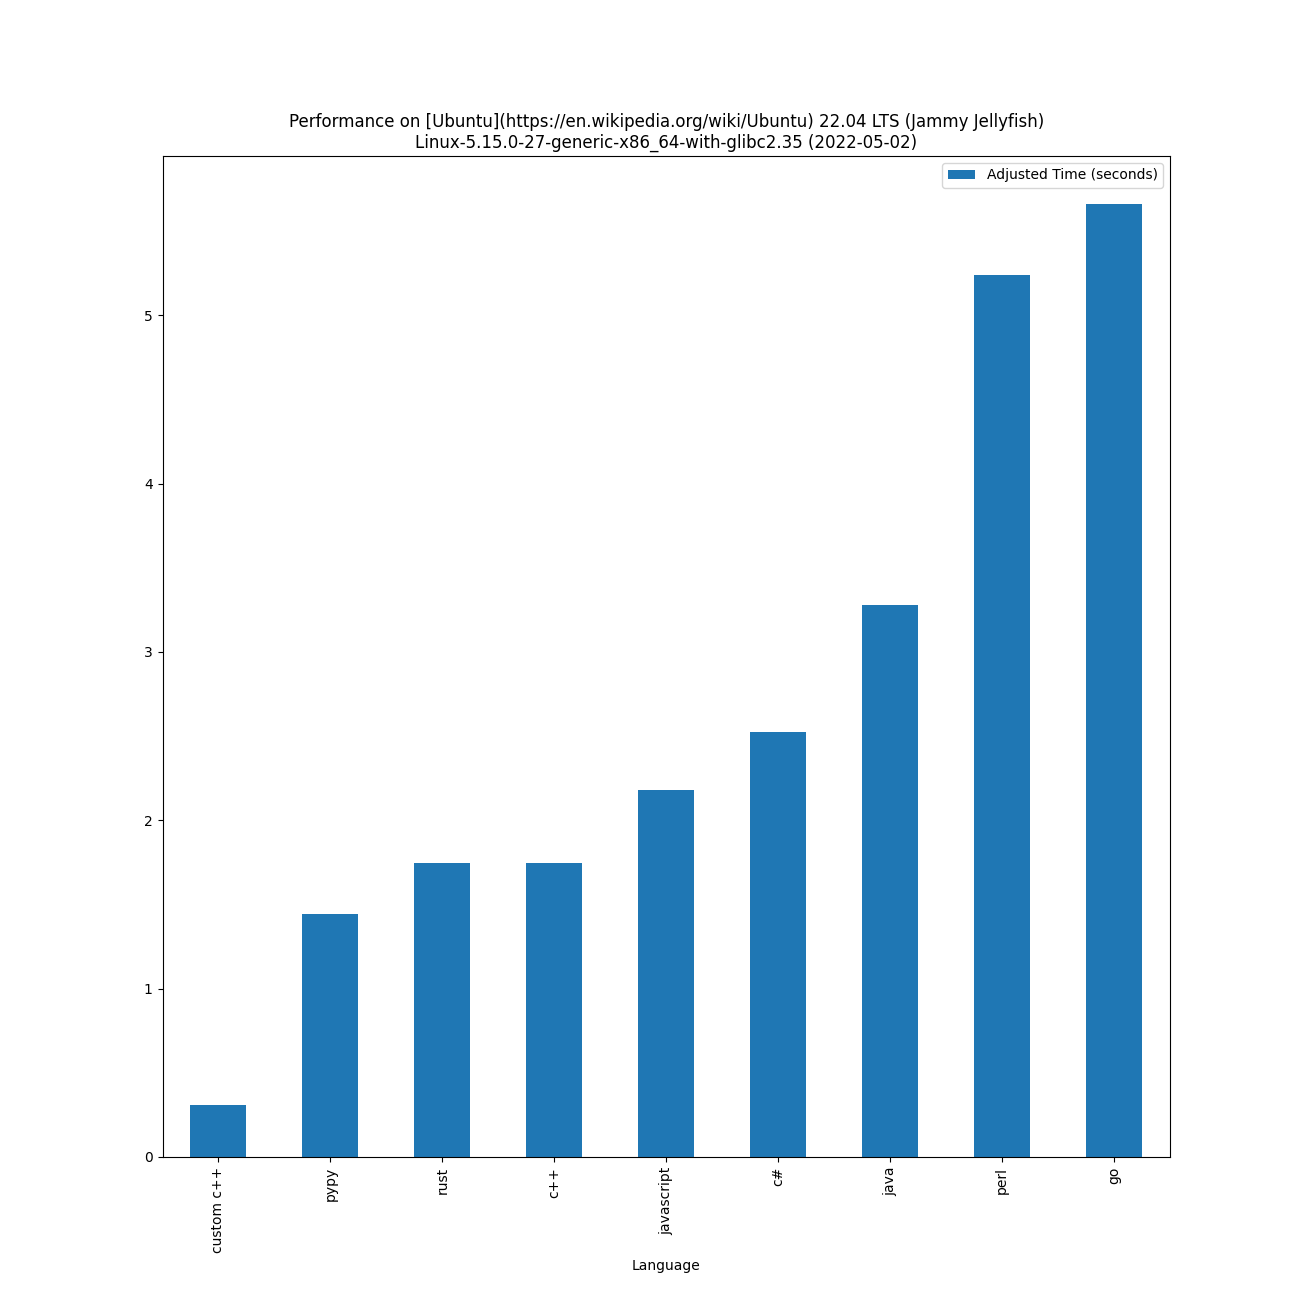 Performance on [Ubuntu](https://en.wikipedia.org/wiki/Ubuntu) 22.04 LTS (Jammy Jellyfish)
Linux-5.15.0-27-generic-x86_64-with-glibc2.35 (2022-05-02)
Adjusted Time (seconds)
5
4
3
2
1
0
custom c++
pypy
rust
c++
javascript
c#
java
perl
go
Language